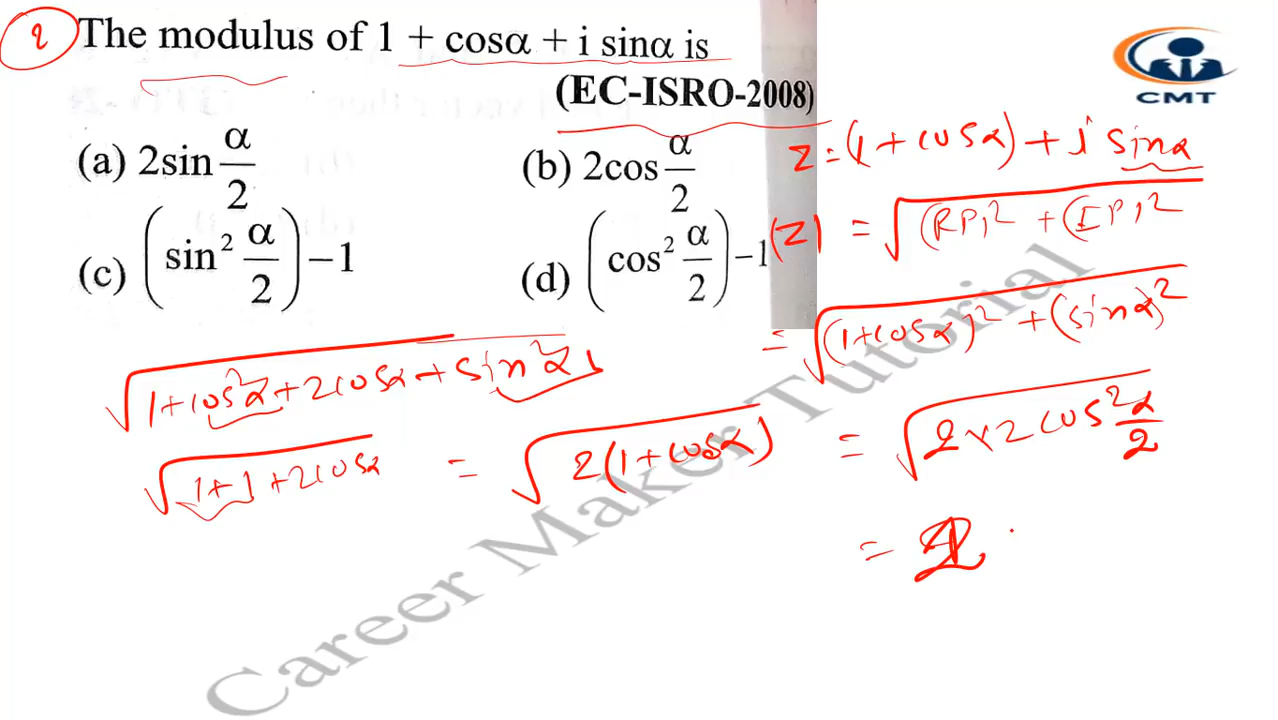 2 The modulus of 1 + cosα + i sinα is
(EC-ISRO-2008)
(a) 2sin α/2
(b) 2cos α/2
(c) (sin² α/2) −1
(d) (cos² α/2) −1
CMT
z = (1 + cosα) + i sinα
|z| = √((RP)² + (IP)²)
= √((1+cosα)² + (sinα)²)
√(1+cos²α+2cosα+sin²α)
√(1+1+2cosα) = √(2(1+cosα)) = √(2×2cos²α/2)
= 2
Career Maker Tutorial